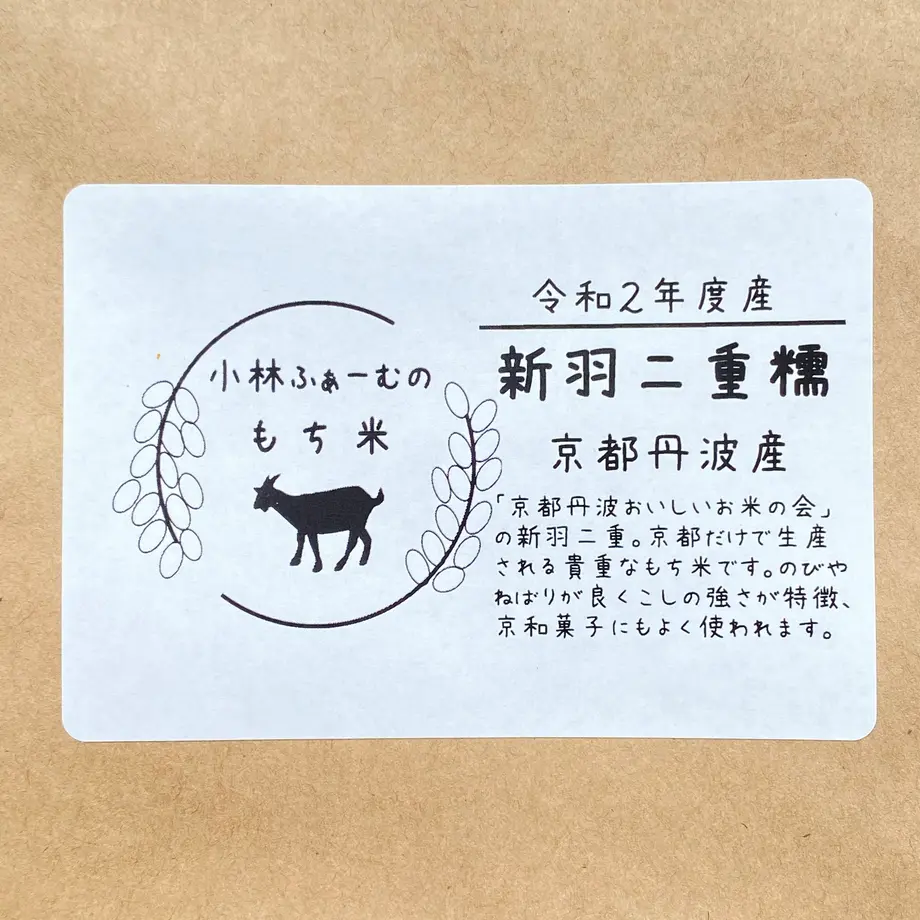 小林ふぁーむの
もち米
令和2年度産
新羽二重糯
京都丹波産
「京都丹波おいしいお米の会」
の新羽二重。京都だけで生産
される貴重なもち米です。のびや
ねばりが良くこしの強さが特徴、
京和菓子にもよく使われます。